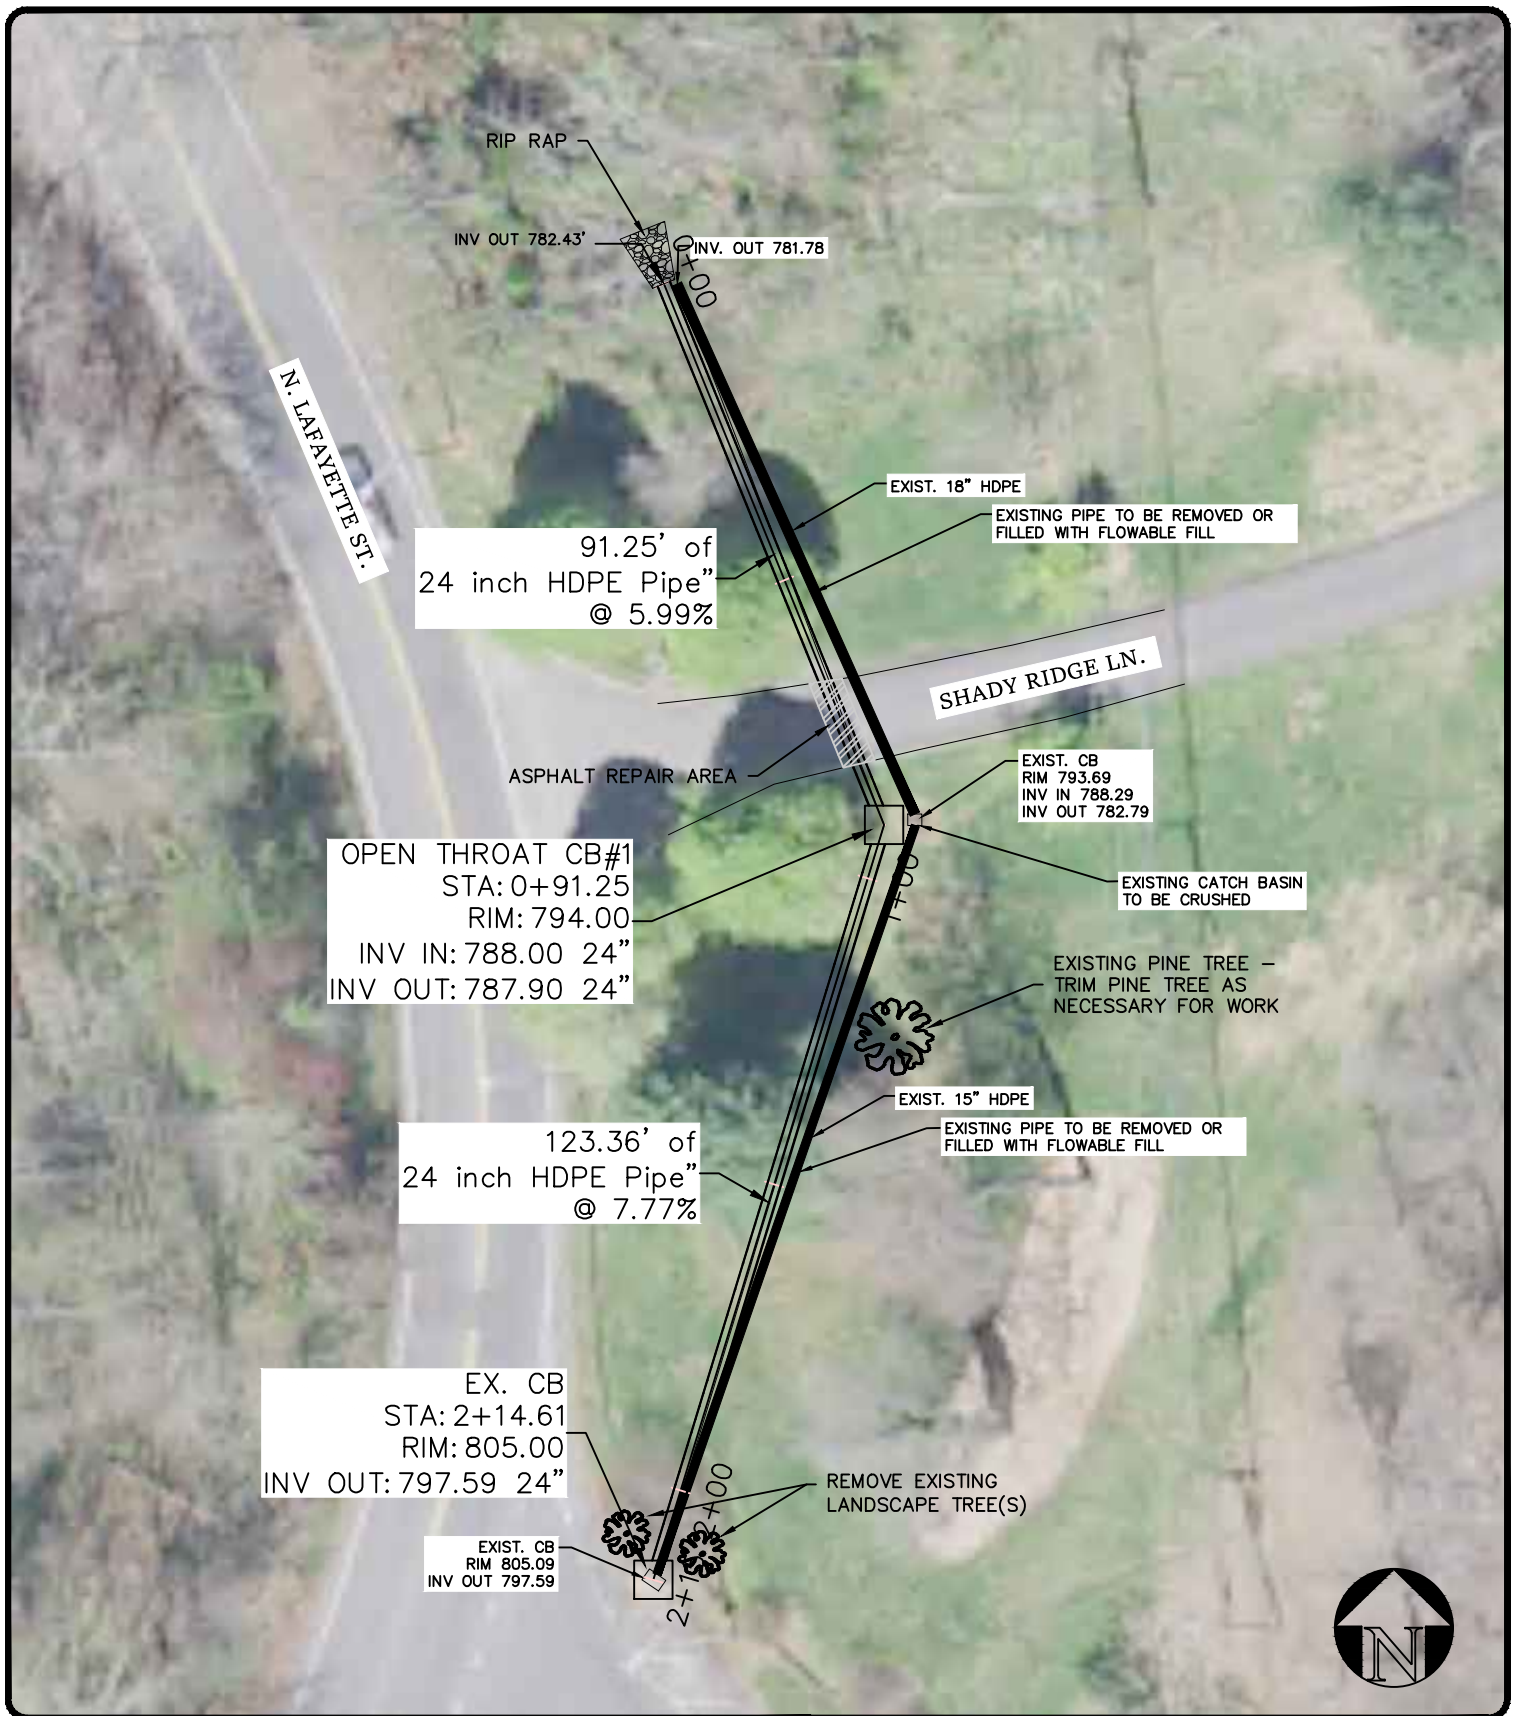 RIP RAP
INV OUT 782.43'
INV. OUT 781.78
0+00
N. LAFAYETTE ST.
EXIST. 18" HDPE
EXISTING PIPE TO BE REMOVED OR
FILLED WITH FLOWABLE FILL
91.25' of
24 inch HDPE Pipe"
@ 5.99%
SHADY RIDGE LN.
ASPHALT REPAIR AREA
EXIST. CB
RIM 793.69
INV IN 788.29
INV OUT 782.79
OPEN THROAT CB#1
STA: 0+91.25
RIM: 794.00
INV IN: 788.00 24"
INV OUT: 787.90 24"
1+00
EXISTING CATCH BASIN
TO BE CRUSHED
EXISTING PINE TREE –
TRIM PINE TREE AS
NECESSARY FOR WORK
EXIST. 15" HDPE
EXISTING PIPE TO BE REMOVED OR
FILLED WITH FLOWABLE FILL
123.36' of
24 inch HDPE Pipe"
@ 7.77%
EX. CB
STA: 2+14.61
RIM: 805.00
INV OUT: 797.59 24"
2+00
REMOVE EXISTING
LANDSCAPE TREE(S)
EXIST. CB
RIM 805.09
INV OUT 797.59
N